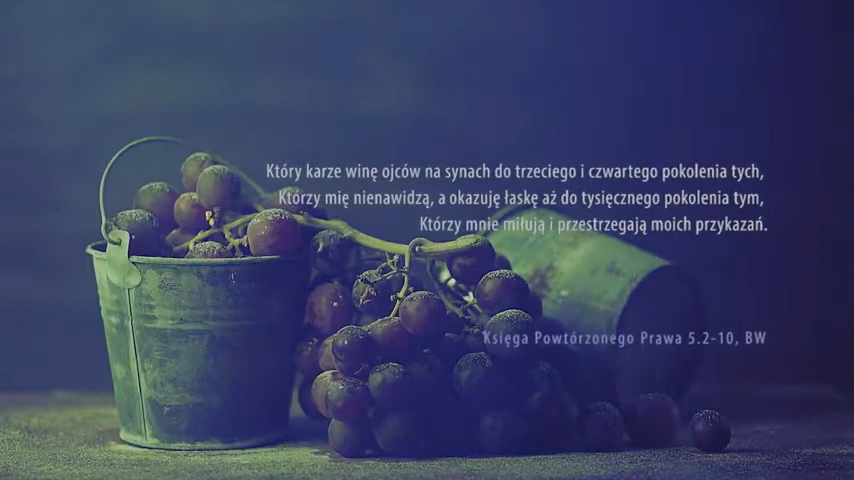 Który karze winę ojców na synach do trzeciego i czwartego pokolenia tych,
Którzy mię nienawidzą, a okazuję łaskę aż do tysięcznego pokolenia tym,
Którzy mnie miłują i przestrzegają moich przykazań.
Księga Powtórzonego Prawa 5.2-10, BW